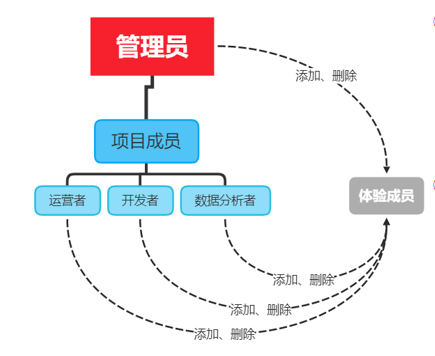 管理员
添加、删除
项目成员
体验成员
运营者
开发者
数据分析者
添加、删除
添加、删除
添加、删除